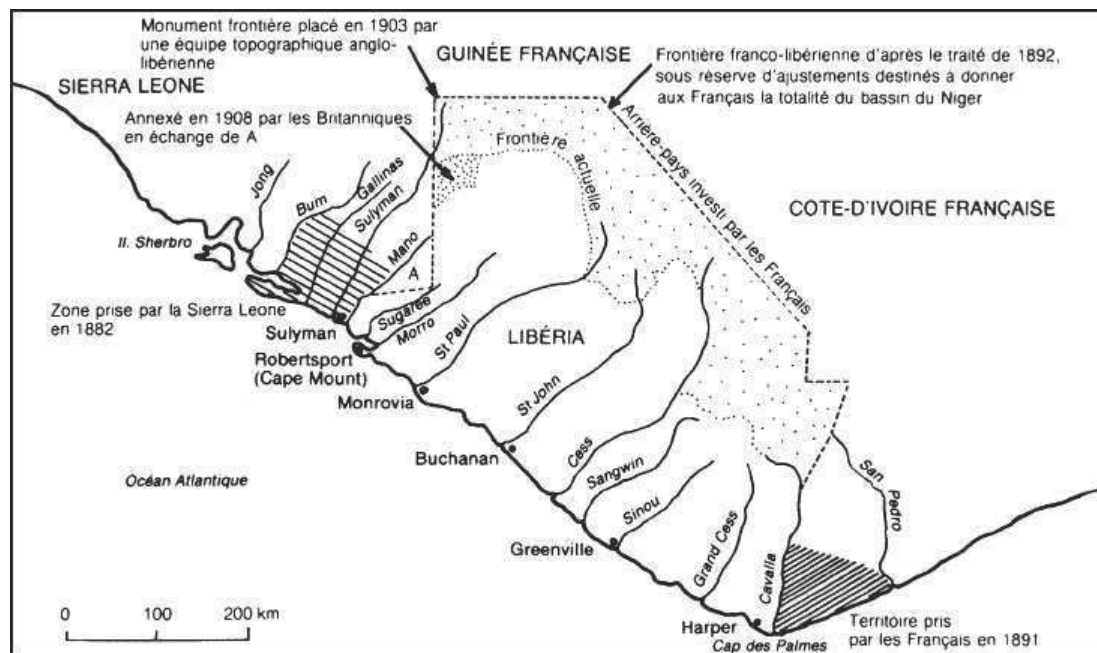 Monument frontière placé en 1903 par
une équipe topographique anglo-
libérienne
GUINÉE FRANÇAISE
Frontière franco-libérienne d'après le traité de 1892,
sous réserve d'ajustements destinés à donner
aux Français la totalité du bassin du Niger
SIERRA LEONE
Annexé en 1908 par les Britanniques
en échange de A
Arrière-pays investi par les Français
Frontière actuelle
Jong
Bum
Gallinas
Sulyman
Mano
A
COTE-D'IVOIRE FRANÇAISE
Il. Sherbro
Zone prise par la Sierra Leone
en 1882
Sulyman
Sugaree
Morro
St Paul
LIBÉRIA
Robertsport
(Cape Mount)
Monrovia
St John
Buchanan
Cess
Sangwin
Sinou
San Pedro
Océan Atlantique
Greenville
Grand Cess
Cavalla
0 100 200 km
Harper
Cap des Palmes
Territoire pris
par les Français en 1891